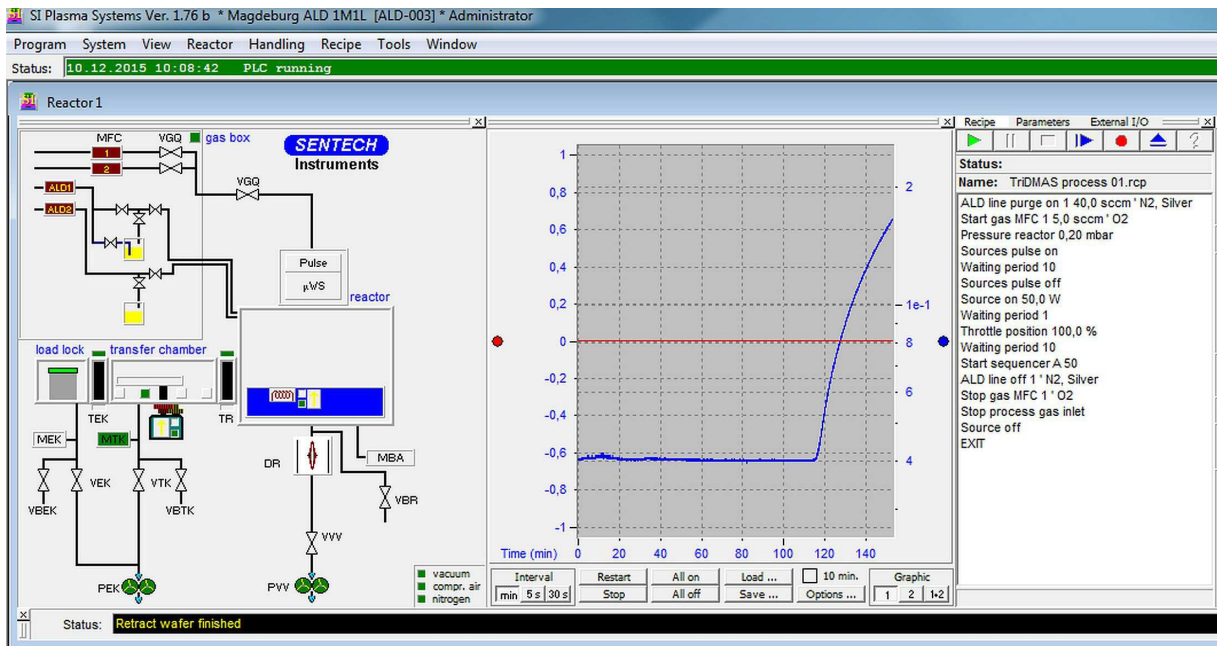 SI Plasma Systems Ver. 1.76 b * Magdeburg ALD 1M1L [ALD-003] * Administrator
Program System View Reactor Handling Recipe Tools Window
Status: 10.12.2015 10:08:42 PLC running
Reactor 1
MFC VGQ gas box
1
2
ALD1
ALD2
VGQ
SENTECH
Instruments
Pulse
µWS
reactor
load lock transfer chamber
TEK
TR
MEK
MTK
VEK
VTK
VBEK
VBTK
DR
MBA
VBR
VVV
PEK
PVV
vacuum
compr. air
nitrogen
1
0,8
0,6
0,4
0,2
0
-0,2
-0,4
-0,6
-0,8
-1
2
1e-1
8
6
4
Time (min) 0 20 40 60 80 100 120 140
Interval
min 5 s 30 s
Restart All on Load ... 10 min.
Stop All off Save ... Options ...
Graphic
1 2 1+2
Recipe Parameters External I/O
Status:
Name: TriDMAS process 01.rcp
ALD line purge on 1 40,0 sccm ' N2, Silver
Start gas MFC 1 5,0 sccm ' O2
Pressure reactor 0,20 mbar
Sources pulse on
Waiting period 10
Sources pulse off
Source on 50,0 W
Waiting period 1
Throttle position 100,0 %
Waiting period 10
Start sequencer A 50
ALD line off 1 ' N2, Silver
Stop gas MFC 1 ' O2
Stop process gas inlet
Source off
EXIT
Status: Retract wafer finished